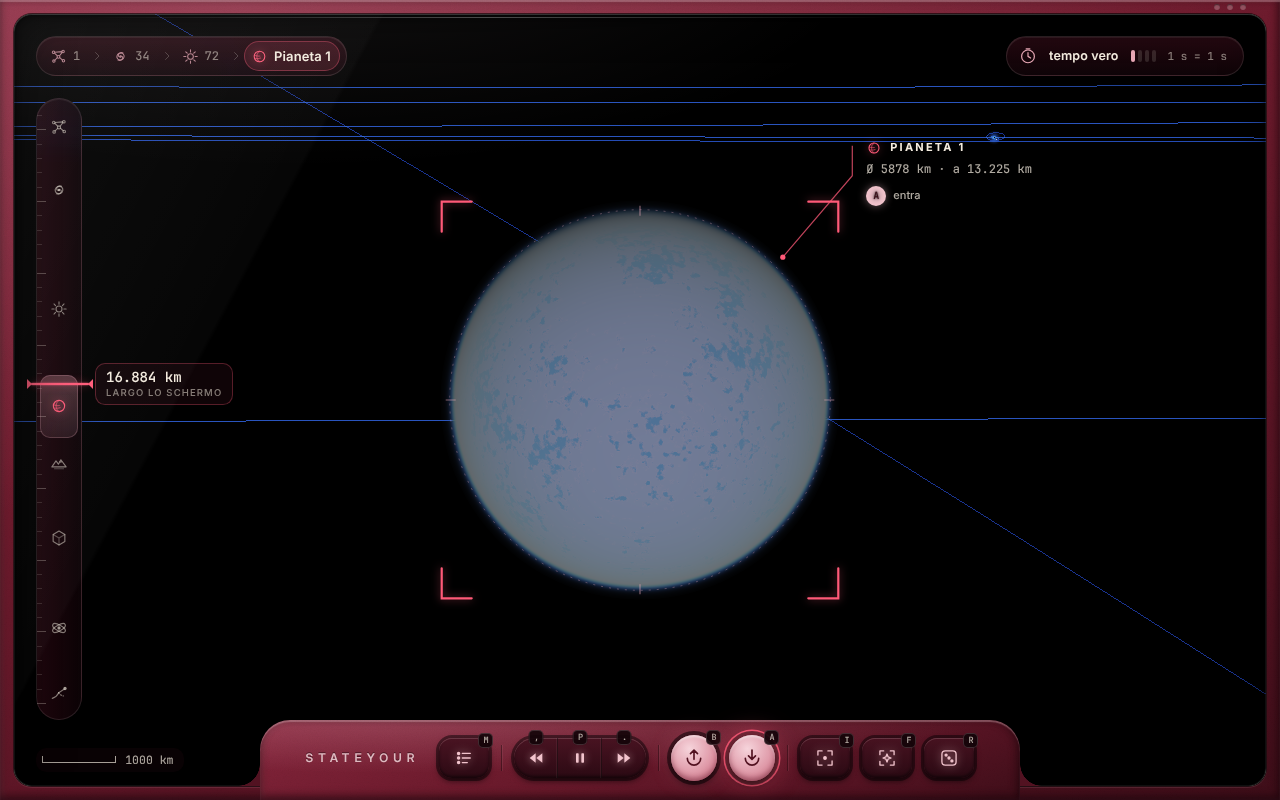 1 34 72 Pianeta 1
tempo vero 1 s = 1 s
PIANETA 1
Ø 5878 km · a 13.225 km
A entra
16.884 km
LARGO LO SCHERMO
1000 km
STATEYOUR
M , P . B A I F R